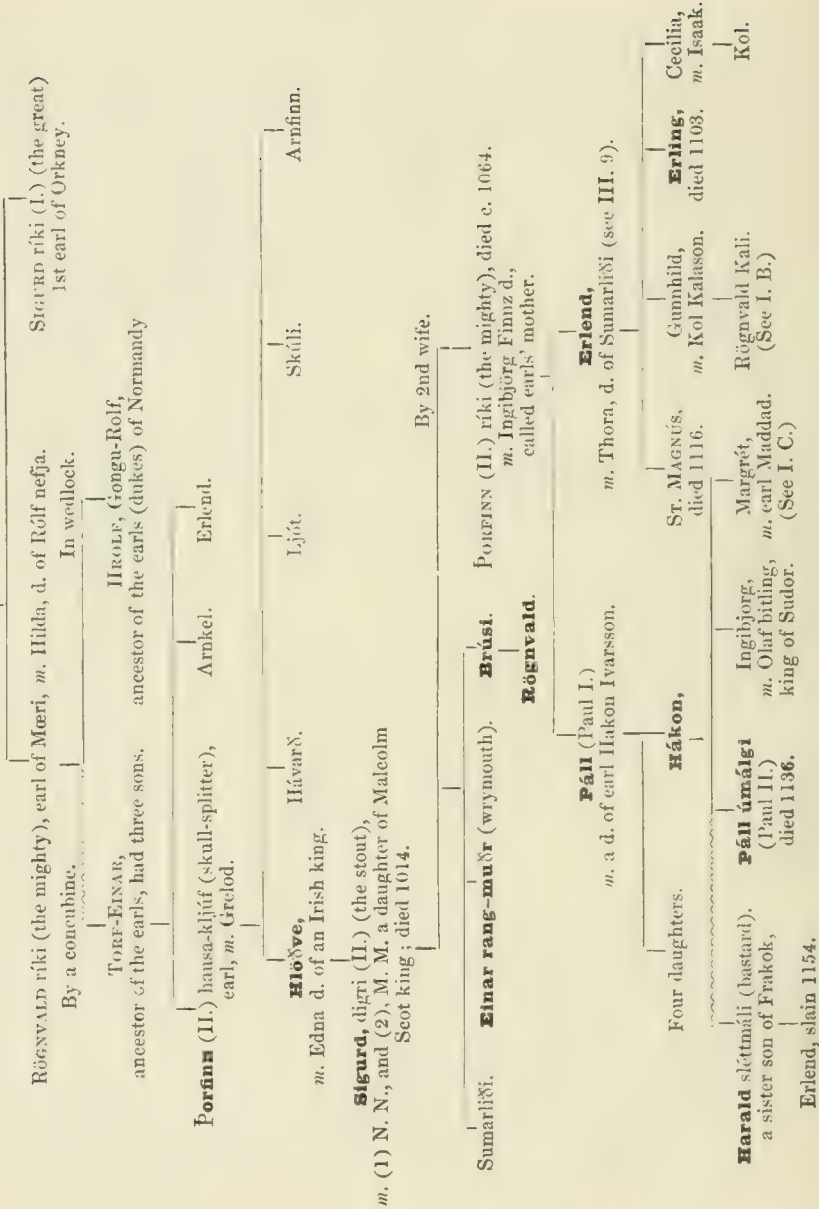 RÖGNVALD ríki (the mighty), earl of Mœri, m. Hilda, d. of Rólf nefja.
SIGURD ríki (I.) (the great)
1st earl of Orkney.
By a concubine.
In wedlock.
TORF-EINAR,
ancestor of the earls, had three sons.
HROLF, Gongu-Rolf,
ancestor of the earls (dukes) of Normandy
Þorfinn (II.) hausa-kljúf (skull-splitter),
earl, m. Grelod.
Arnkel.
Erlend.
Hlöðve,
m. Edna d. of an Irish king.
Hávarð.
Ljót.
Skúli.
Arnfinn.
Sigurd, digri (II.) (the stout),
m. (1) N. N., and (2), M. M. a daughter of Malcolm
Scot king ; died 1014.
By 2nd wife.
Sumarliði.
Einar rang-muðr (wrymouth).
Brúsi.
ÞORFINN (II.) ríki (the mighty), died c. 1064.
m. Ingibjörg Finnz d.,
called earls' mother.
Rögnvald.
Páll (Paul I.)
m. a d. of earl Hakon Ivarsson.
Erlend,
m. Thora, d. of Sumarliði (see III. 9).
Four daughters.
Hákon,
ST. MAGNÚS,
died 1116.
Gunnhild,
m. Kol Kalason.
Erling,
died 1103.
Cecilia,
m. Isaak.
Rögnvald Kali.
(See I. B.)
Kol.
Harald sléttmáli (bastard).
a sister son of Frakok,
Páll úmálgi
(Paul II.)
died 1136.
Ingibjorg,
m. Olaf bitling,
king of Sudor.
Margrét,
m. earl Maddad.
(See I. C.)
Erlend, slain 1154.